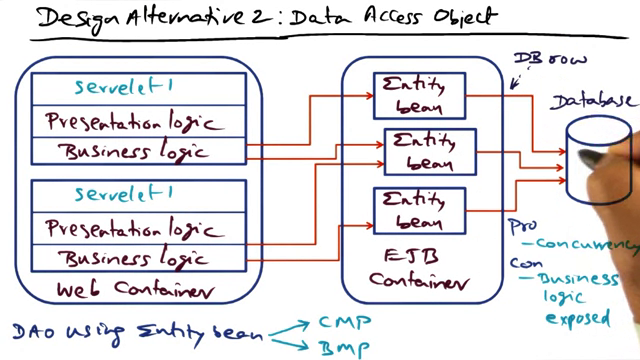 Design Alternative 2: Data Access Object
servelet-1
Presentation logic
Business logic
servelet-1
Presentation logic
Business logic
Web Container
Entity
bean
Entity
bean
Entity
bean
EJB
Container
DB row
Database
Pro
- Concurrency
Con
- Business
logic
exposed
DAO using Entity bean
CMP
BMP